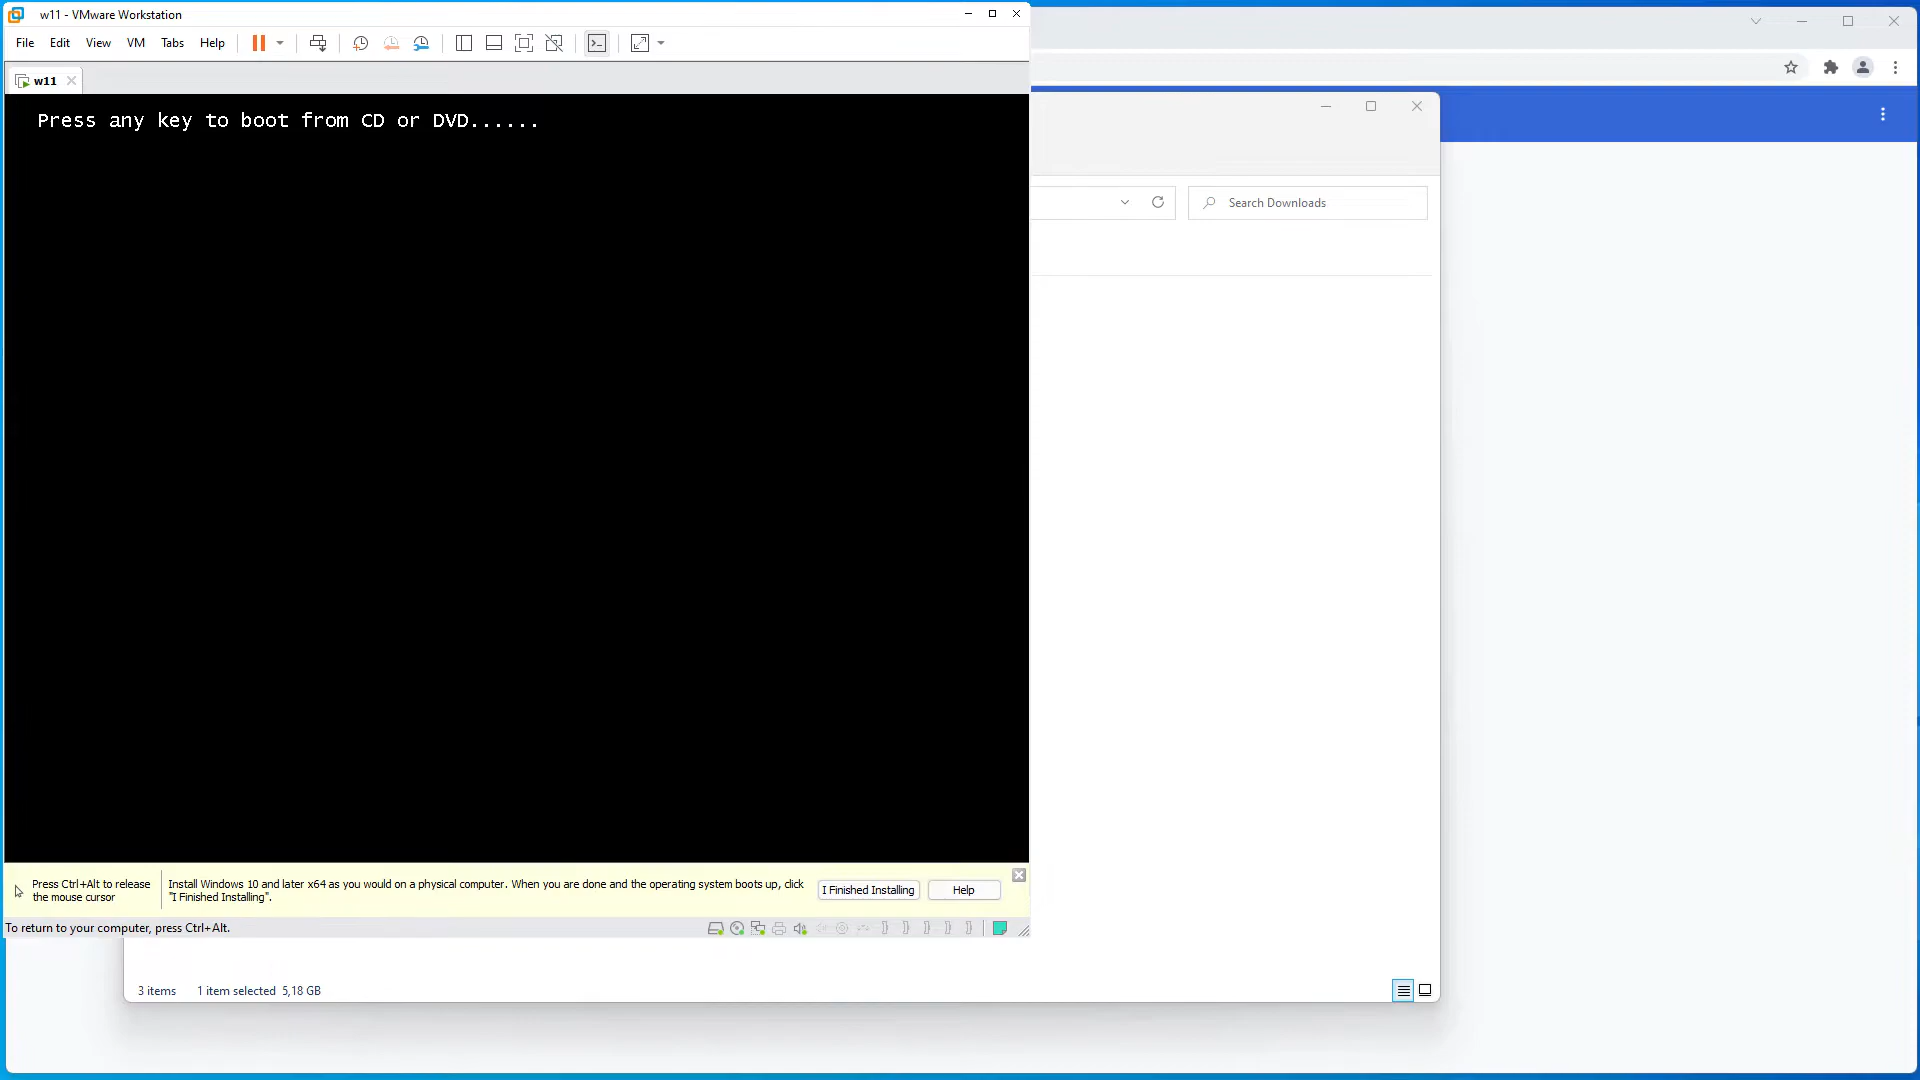 w11 - VMware Workstation
File Edit View VM Tabs Help
w11
Press any key to boot from CD or DVD......
Search Downloads
Press Ctrl+Alt to release
the mouse cursor
Install Windows 10 and later x64 as you would on a physical computer. When you are done and the operating system boots up, click
"I Finished Installing".
I Finished Installing
Help
To return to your computer, press Ctrl+Alt.
3 items 1 item selected 5,18 GB